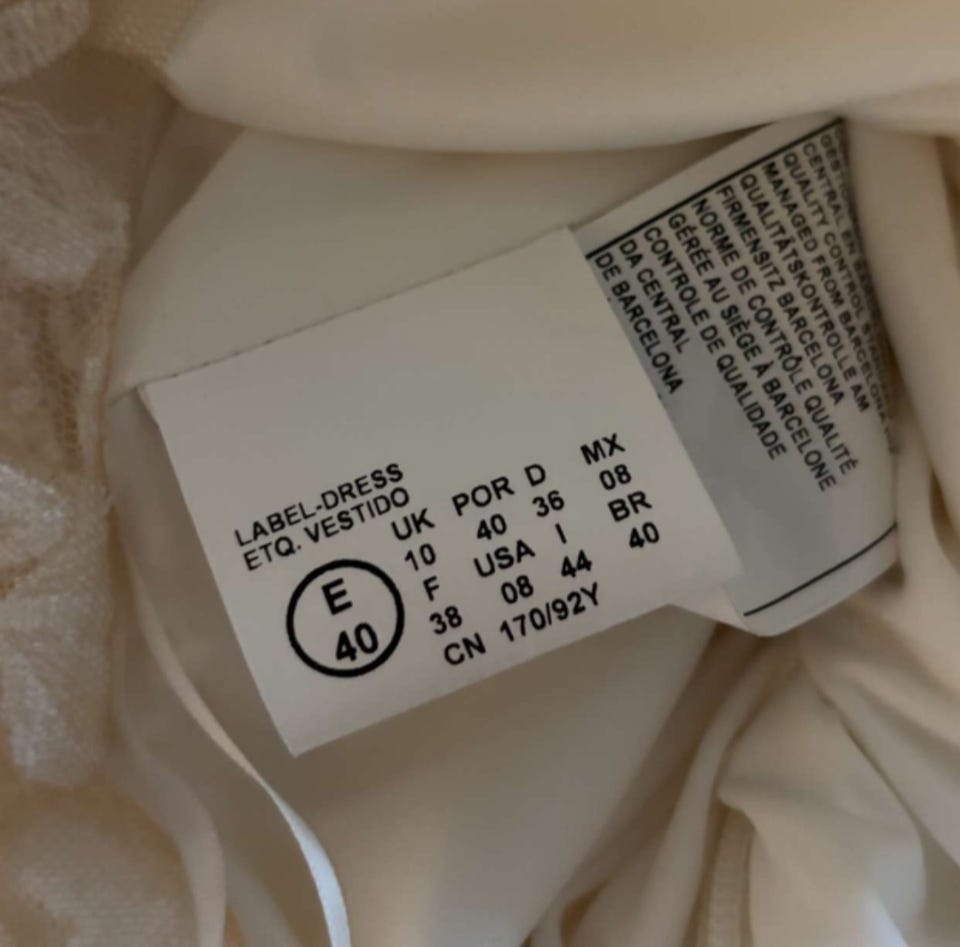 LABEL-DRESS
ETQ. VESTIDO
E
40
UK POR D MX
10 40 36 08
F USA I BR
38 08 44 40
CN 170/92Y
CENTRAL
QUALITY CONTROL
MANAGED FROM BARCELONA
QUALITÄTSKONTROLLE AM
FIRMENSITZ BARCELONA
NORME DE CONTRÔLE QUALITÉ
GÉRÉE AU SIÈGE À BARCELONE
CONTROLE DE QUALIDADE
DA CENTRAL
DE BARCELONA